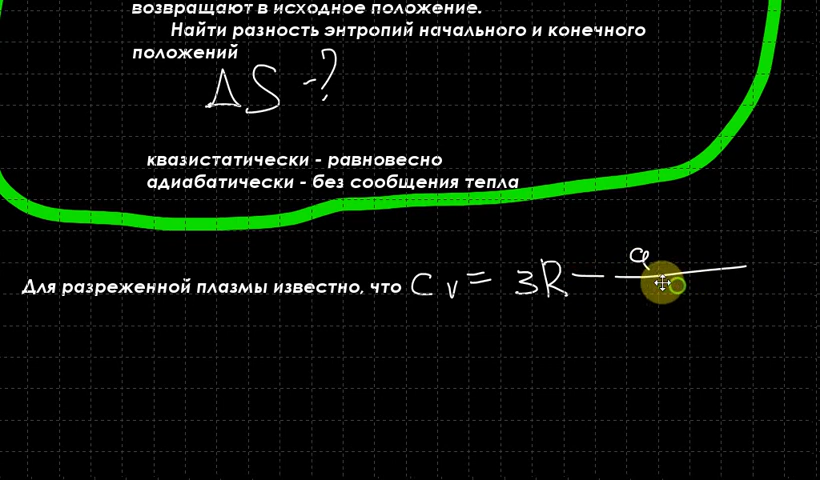 возвращают в исходное положение.
Найти разность энтропий начального и конечного
положений
ΔS - ?
квазистатически - равновесно
адиабатически - без сообщения тепла
Для разреженной плазмы известно, что C v = 3R - a